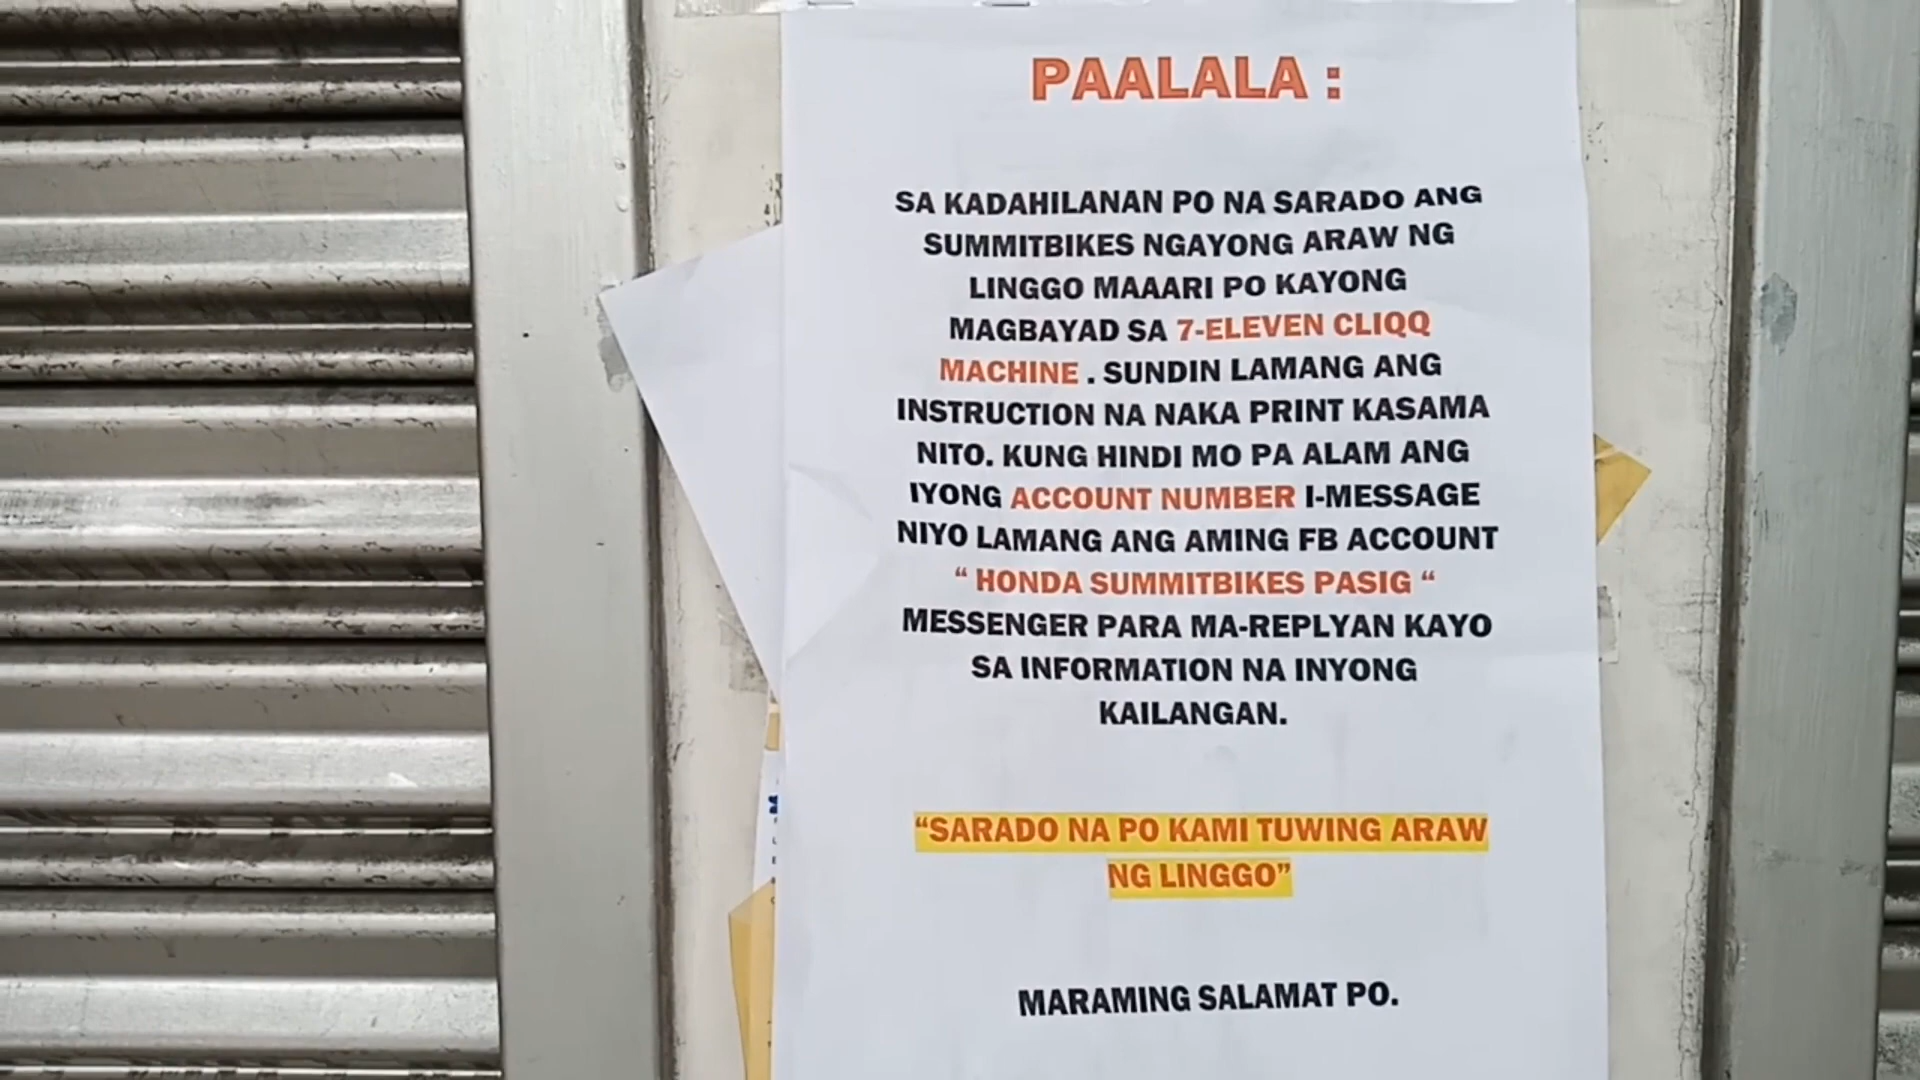 PAALALA :
SA KADAHILANAN PO NA SARADO ANG
SUMMITBIKES NGAYONG ARAW NG
LINGGO MAAARI PO KAYONG
MAGBAYAD SA 7-ELEVEN CLIQQ
MACHINE . SUNDIN LAMANG ANG
INSTRUCTION NA NAKA PRINT KASAMA
NITO. KUNG HINDI MO PA ALAM ANG
IYONG ACCOUNT NUMBER I-MESSAGE
NIYO LAMANG ANG AMING FB ACCOUNT
“ HONDA SUMMITBIKES PASIG “
MESSENGER PARA MA-REPLYAN KAYO
SA INFORMATION NA INYONG
KAILANGAN.
“SARADO NA PO KAMI TUWING ARAW
NG LINGGO”
MARAMING SALAMAT PO.